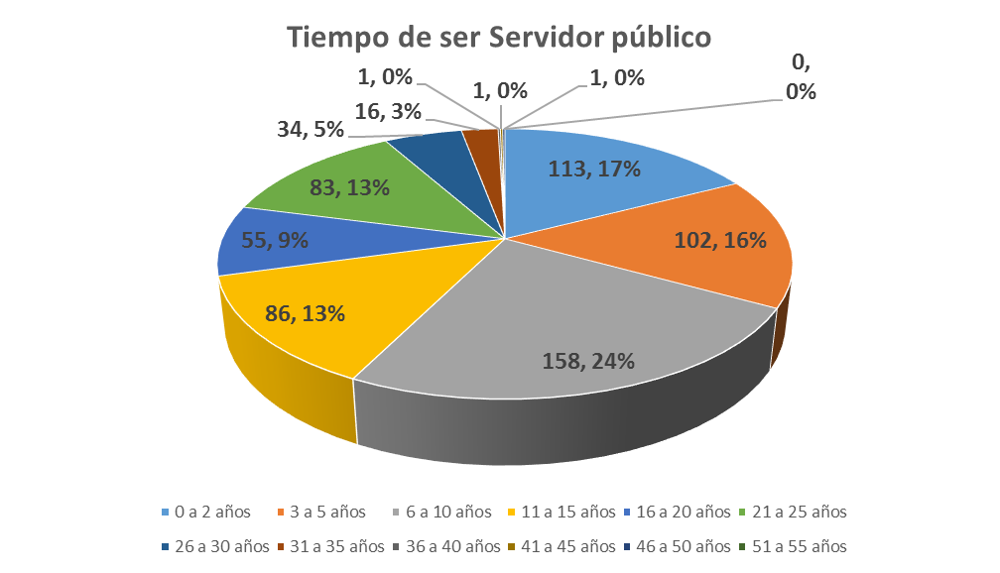 Tiempo de ser Servidor público
0,
0%
1, 0%
1, 0%
1, 0%
16, 3%
34, 5%
113, 17%
83, 13%
102, 16%
55, 9%
86, 13%
158, 24%
0 a 2 años
3 a 5 años
6 a 10 años
11 a 15 años
16 a 20 años
21 a 25 años
26 a 30 años
31 a 35 años
36 a 40 años
41 a 45 años
46 a 50 años
51 a 55 años